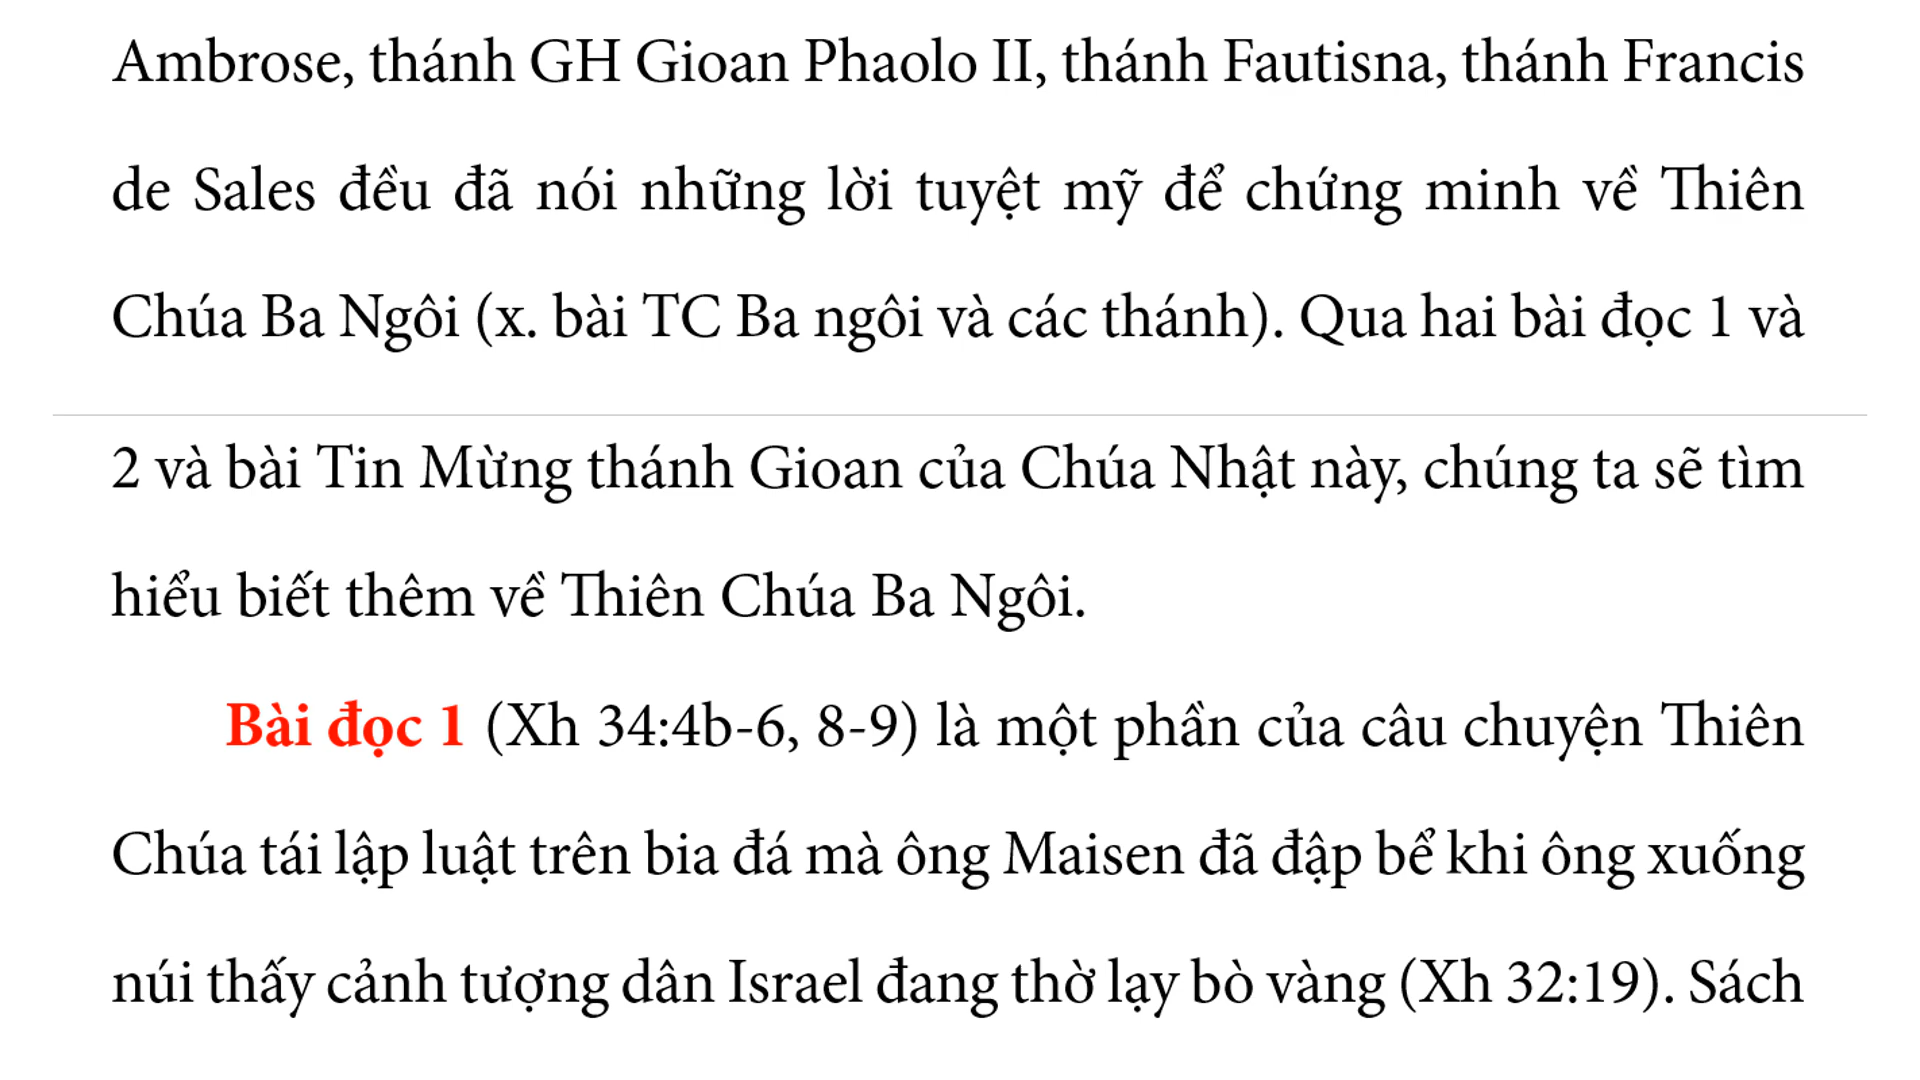 Ambrose, thánh GH Gioan Phaolo II, thánh Fautisna, thánh Francis
de Sales đều đã nói những lời tuyệt mỹ để chứng minh về Thiên
Chúa Ba Ngôi (x. bài TC Ba ngôi và các thánh). Qua hai bài đọc 1 và
2 và bài Tin Mừng thánh Gioan của Chúa Nhật này, chúng ta sẽ tìm
hiểu biết thêm về Thiên Chúa Ba Ngôi.
Bài đọc 1 (Xh 34:4b-6, 8-9) là một phần của câu chuyện Thiên
Chúa tái lập luật trên bia đá mà ông Maisen đã đập bể khi ông xuống
núi thấy cảnh tượng dân Israel đang thờ lạy bò vàng (Xh 32:19). Sách